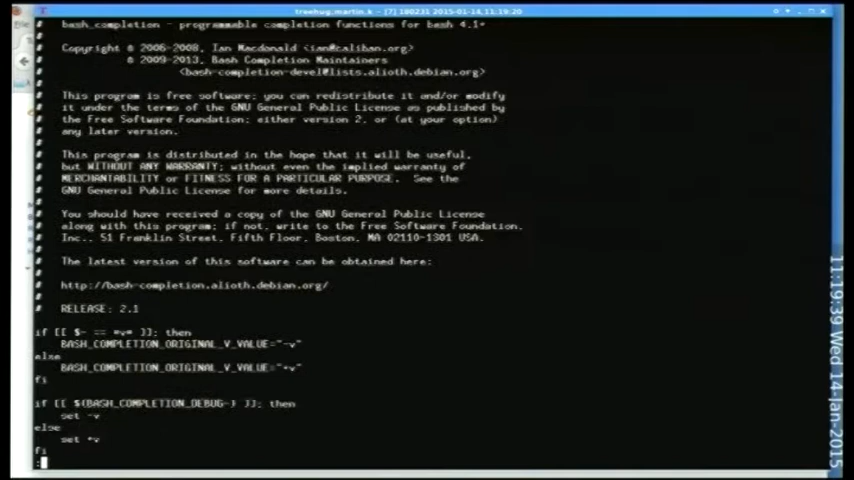 treehug;martin.k - [7] 180231 2015-01-14,11:19:20
# bash_completion - programmable completion functions for bash 4.1+
#
# Copyright © 2006-2008, Ian Macdonald <ian@caliban.org>
# © 2009-2013, Bash Completion Maintainers
# <bash-completion-devel@lists.alioth.debian.org>
#
# This program is free software; you can redistribute it and/or modify
# it under the terms of the GNU General Public License as published by
# the Free Software Foundation; either version 2, or (at your option)
# any later version.
#
# This program is distributed in the hope that it will be useful,
# but WITHOUT ANY WARRANTY; without even the implied warranty of
# MERCHANTABILITY or FITNESS FOR A PARTICULAR PURPOSE. See the
# GNU General Public License for more details.
#
# You should have received a copy of the GNU General Public License
# along with this program; if not, write to the Free Software Foundation,
# Inc., 51 Franklin Street, Fifth Floor, Boston, MA 02110-1301 USA.
#
# The latest version of this software can be obtained here:
#
# http://bash-completion.alioth.debian.org/
#
# RELEASE: 2.1
if [[ $- == *v* ]]; then
BASH_COMPLETION_ORIGINAL_V_VALUE="-v"
else
BASH_COMPLETION_ORIGINAL_V_VALUE="+v"
fi
if [[ ${BASH_COMPLETION_DEBUG-} ]]; then
set -v
else
set +v
fi
:
11:19:39 Wed 14-Jan-2015